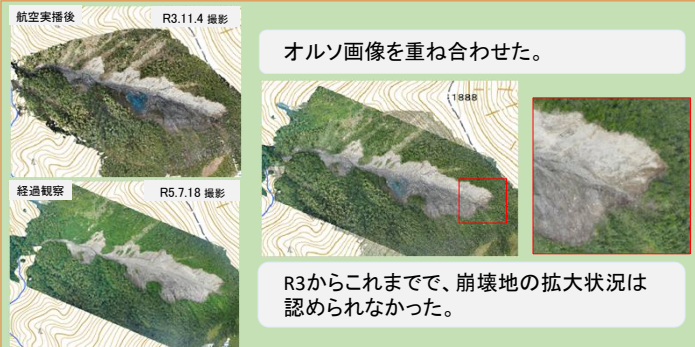 航空実播後
R3.11.4 撮影
オルソ画像を重ね合わせた。
1888
経過観察
R5.7.18 撮影
R3からこれまでで、崩壊地の拡大状況は
認められなかった。